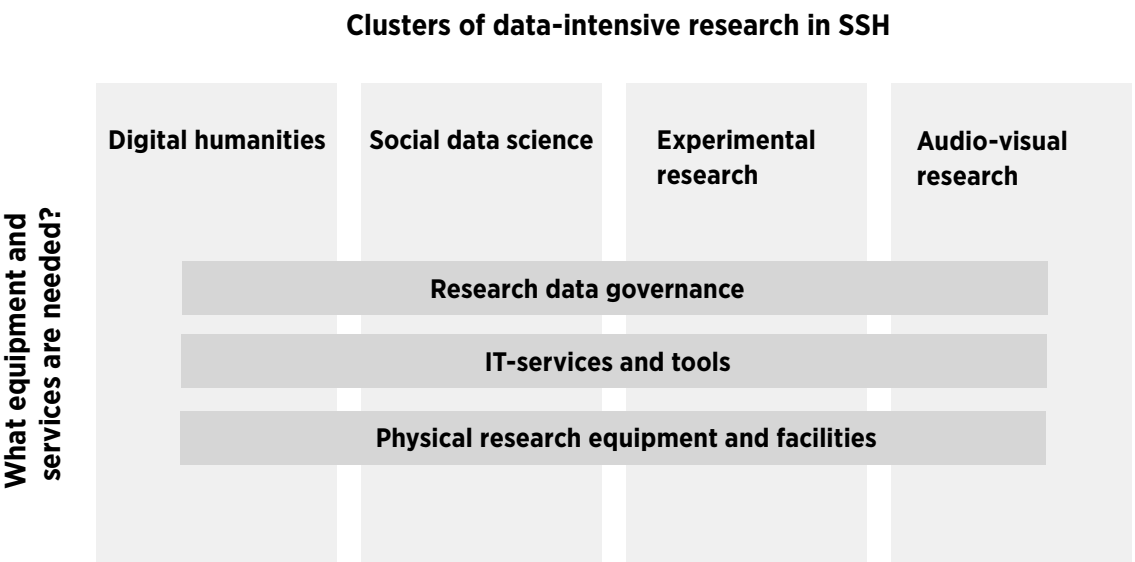 Clusters of data-intensive research in SSH
Digital humanities
Social data science
Experimental
research
Audio-visual
research
What equipment and
services are needed?
Research data governance
IT-services and tools
Physical research equipment and facilities